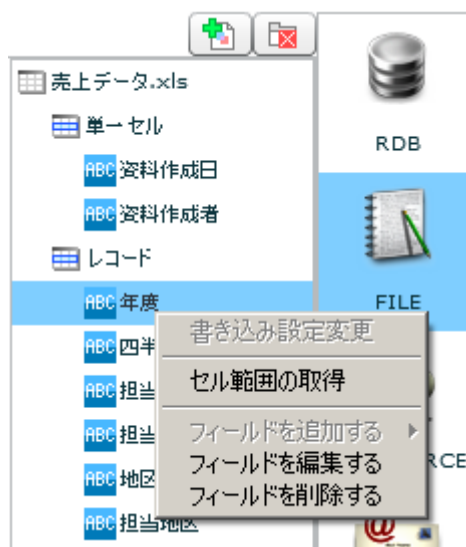 売上データ.xls
単一セル
ABC 資料作成日
ABC 資料作成者
レコード
ABC 年度
ABC 四半
ABC 担当
ABC 担当
ABC 地区
ABC 担当地区
書き込み設定変更
セル範囲の取得
フィールドを追加する
フィールドを編集する
フィールドを削除する
RDB
FILE
RCE
@